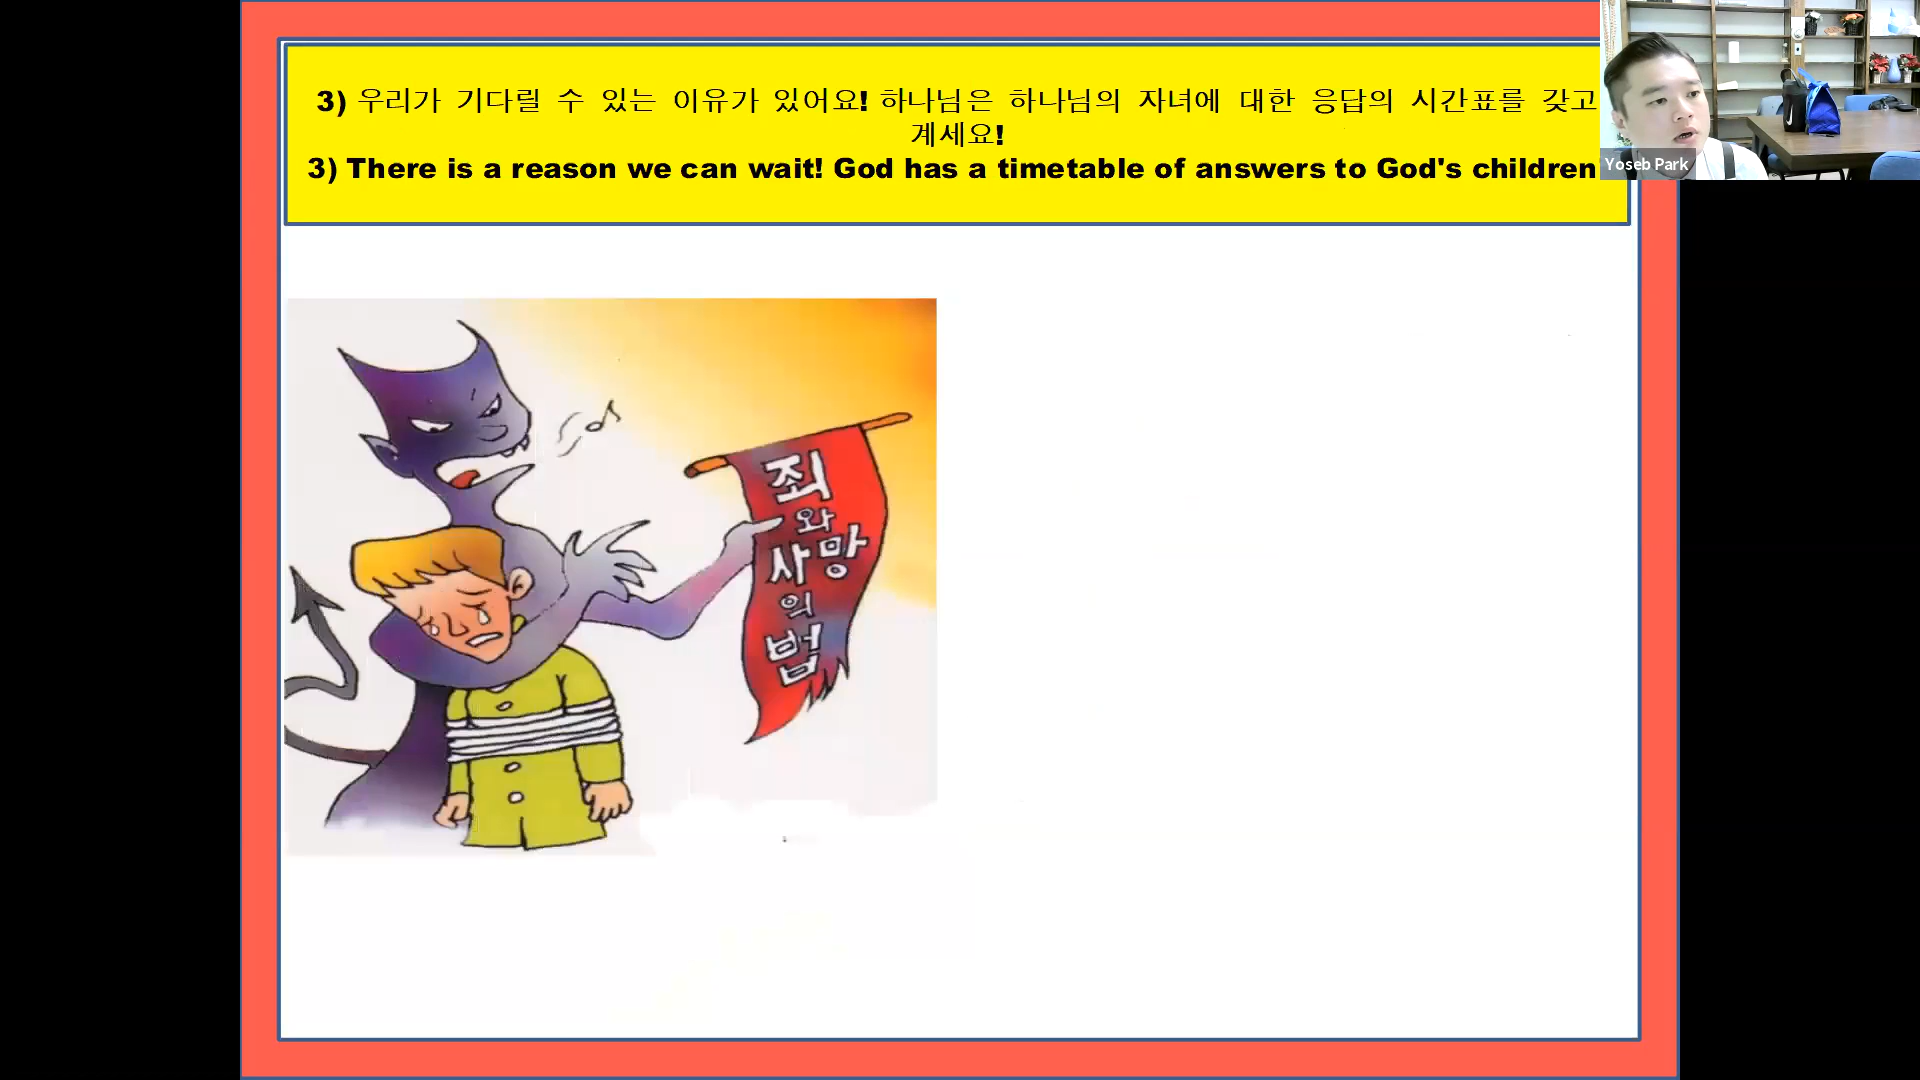 3) 우리가 기다릴 수 있는 이유가 있어요! 하나님은 하나님의 자녀에 대한 응답의 시간표를 갖고
계세요!
3) There is a reason we can wait! God has a timetable of answers to God's children
Yoseb Park
죄
와
사망
의
법